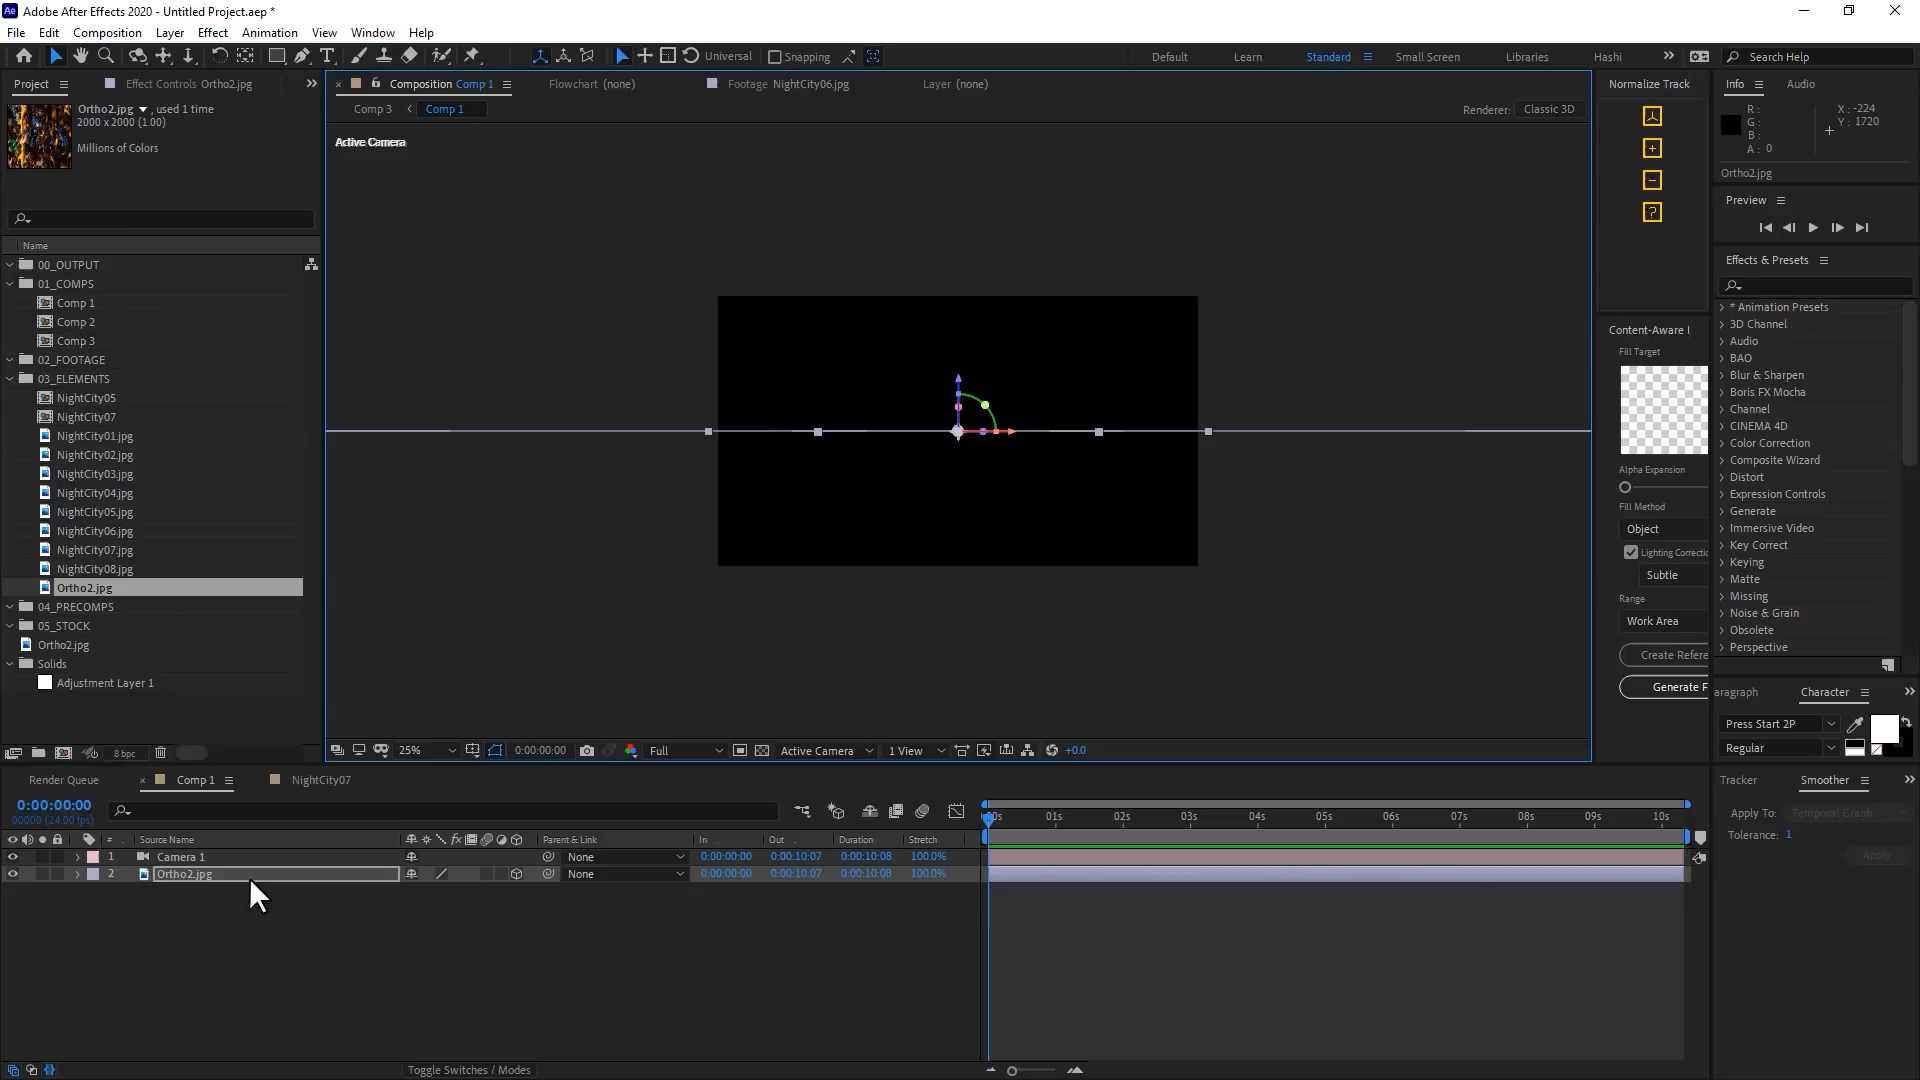 Adobe After Effects 2020 - Untitled Project.aep *
File Edit Composition Layer Effect Animation View Window Help
Universal Snapping Default Learn Standard Small Screen Libraries Hashi Search Help
Project Effect Controls Ortho2.jpg
Ortho2.jpg , used 1 time
2000 x 2000 (1.00)
Millions of Colors
Name
00_OUTPUT
01_COMPS
Comp 1
Comp 2
Comp 3
02_FOOTAGE
03_ELEMENTS
NightCity05
NightCity07
NightCity01.jpg
NightCity02.jpg
NightCity03.jpg
NightCity04.jpg
NightCity05.jpg
NightCity06.jpg
NightCity07.jpg
NightCity08.jpg
Ortho2.jpg
04_PRECOMPS
05_STOCK
Ortho2.jpg
Solids
Adjustment Layer 1
8 bpc
Composition Comp 1 Flowchart (none) Footage NightCity06.jpg Layer (none)
Comp 3 Comp 1 Renderer: Classic 3D
Active Camera
25% 0:00:00:00 Full Active Camera 1 View +0.0
Normalize Track
Content-Aware
Fill Target
Alpha Expansion
Fill Method
Object
Lighting Correctio
Subtle
Range
Work Area
Create Refere
Generate F
Info Audio
R :
G :
B :
A : 0
X : -224
Y : 1720
Ortho2.jpg
Preview
Effects & Presets
* Animation Presets
3D Channel
Audio
BAO
Blur & Sharpen
Boris FX Mocha
Channel
CINEMA 4D
Color Correction
Composite Wizard
Distort
Expression Controls
Generate
Immersive Video
Key Correct
Keying
Matte
Missing
Noise & Grain
Obsolete
Perspective
aragraph Character
Press Start 2P
Regular
Render Queue Comp 1 NightCity07
0:00:00:00
00000 (24.00 fps)
# Source Name fx Parent & Link In Out Duration Stretch
1 Camera 1 None 0:00:00:00 0:00:10:07 0:00:10:08 100.0%
2 Ortho2.jpg None 0:00:00:00 0:00:10:07 0:00:10:08 100.0%
00s 01s 02s 03s 04s 05s 06s 07s 08s 09s 10s
Toggle Switches / Modes
Tracker Smoother
Apply To: Temporal Graph
Tolerance: 1
Apply